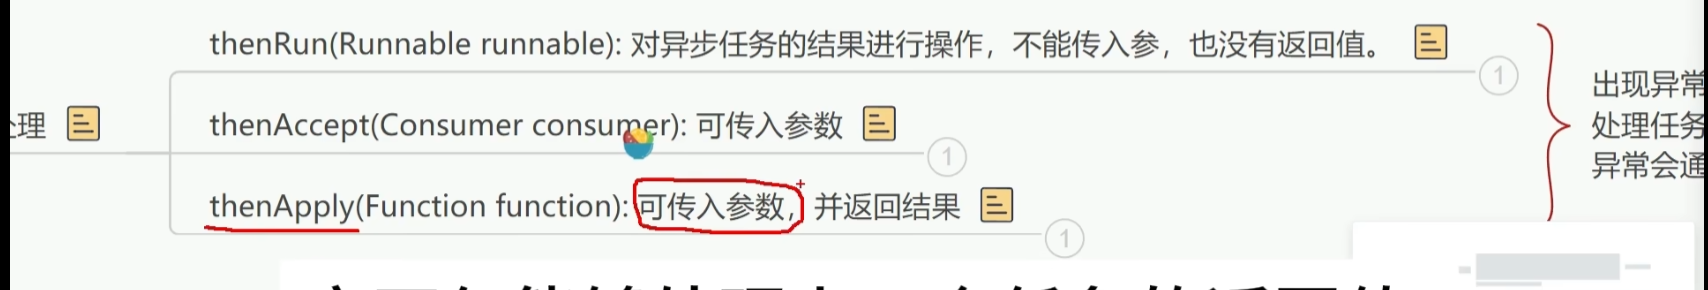 thenRun(Runnable runnable): 对异步任务的结果进行操作，不能传入参，也没有返回值。
1
出现异常
处理
thenAccept(Consumer consumer): 可传入参数
1
处理任务
异常会通
thenApply(Function function): 可传入参数，并返回结果
1